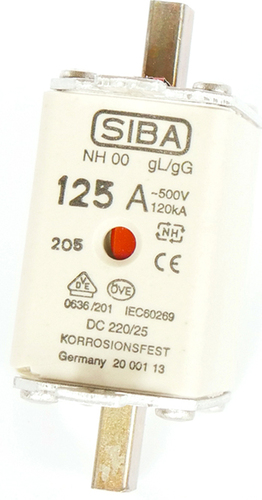 SIBA
NH 00 gL/gG
125 A ~500V
120kA
205
NH
CE
VDE ÖVE
0636/201 IEC60269
DC 220/25
KORROSIONSFEST
Germany 20 001 13